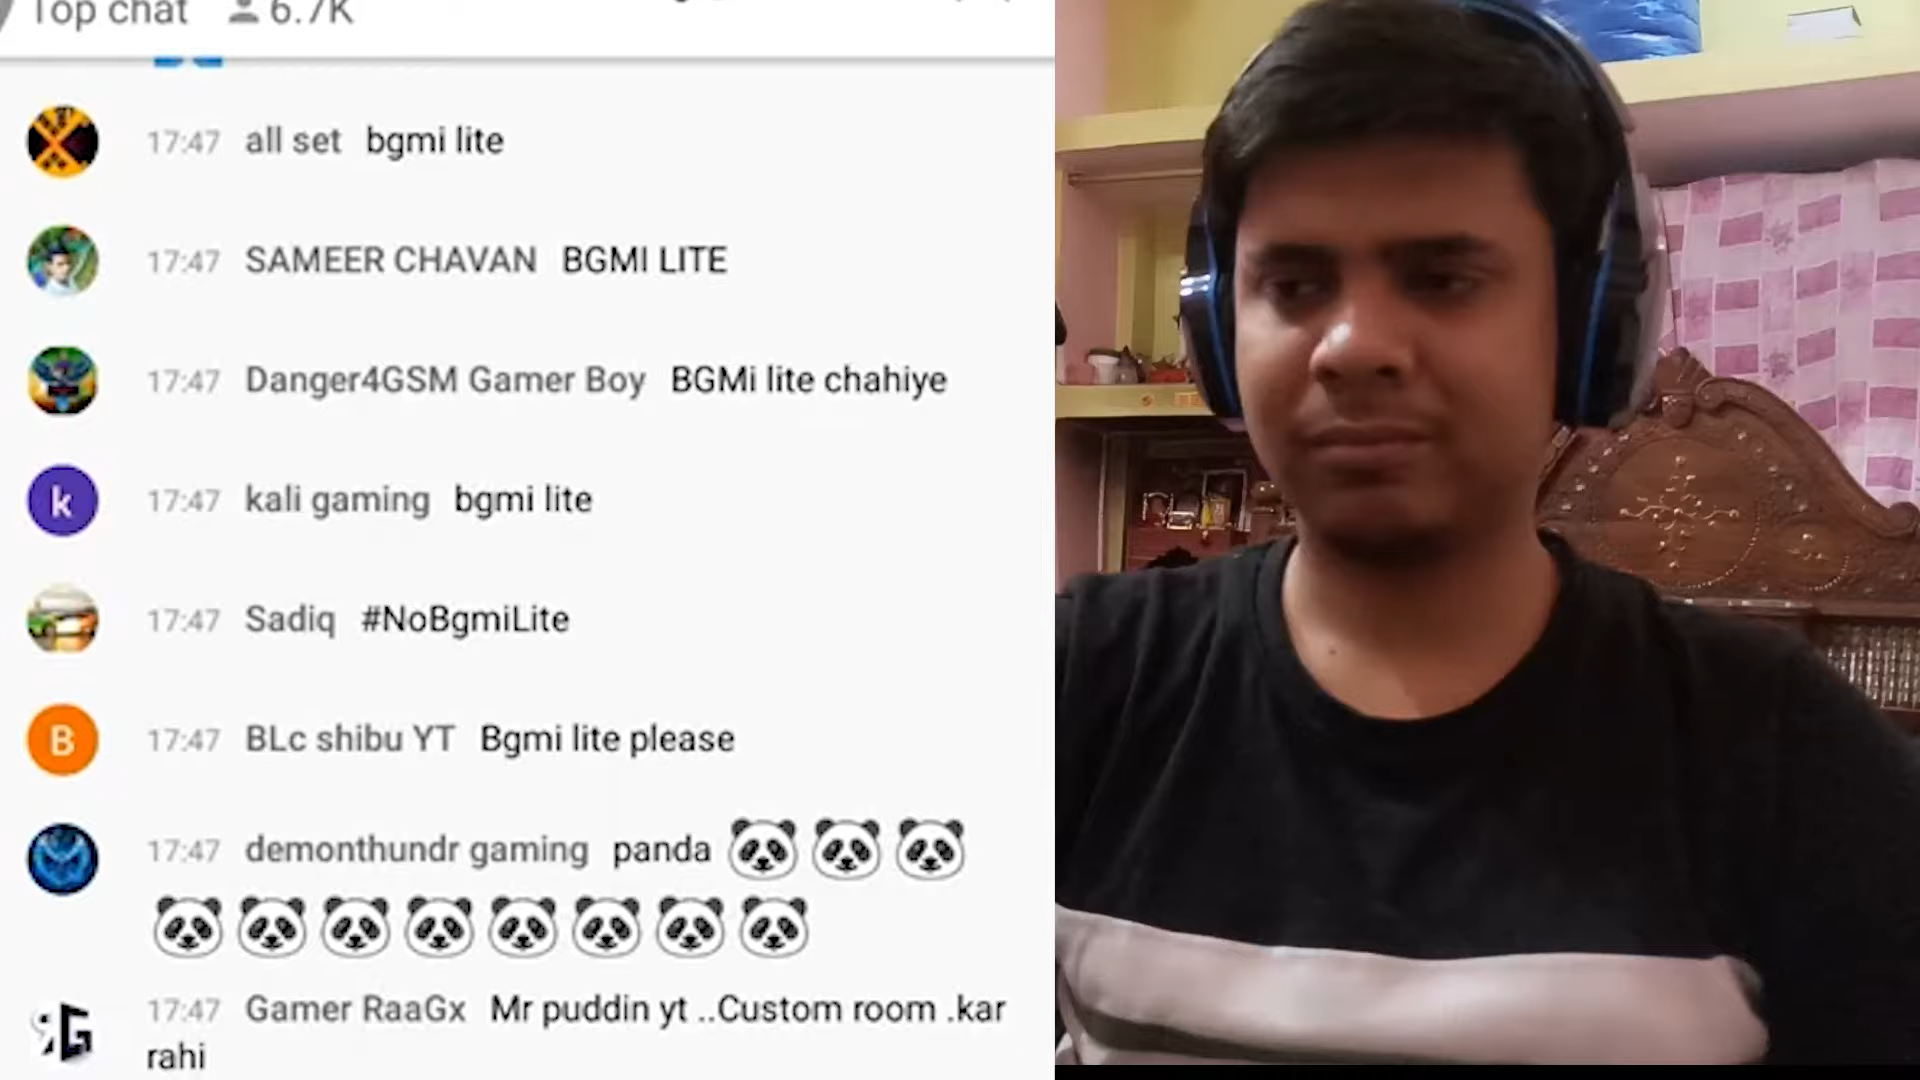 Top chat 6.7K
17:47 all set bgmi lite
17:47 SAMEER CHAVAN BGMI LITE
17:47 Danger4GSM Gamer Boy BGMi lite chahiye
k 17:47 kali gaming bgmi lite
17:47 Sadiq #NoBgmiLite
B 17:47 BLc shibu YT Bgmi lite please
17:47 demonthundr gaming panda 🐼🐼🐼
🐼🐼🐼🐼🐼🐼🐼🐼
17:47 Gamer RaaGx Mr puddin yt ..Custom room .kar
rahi